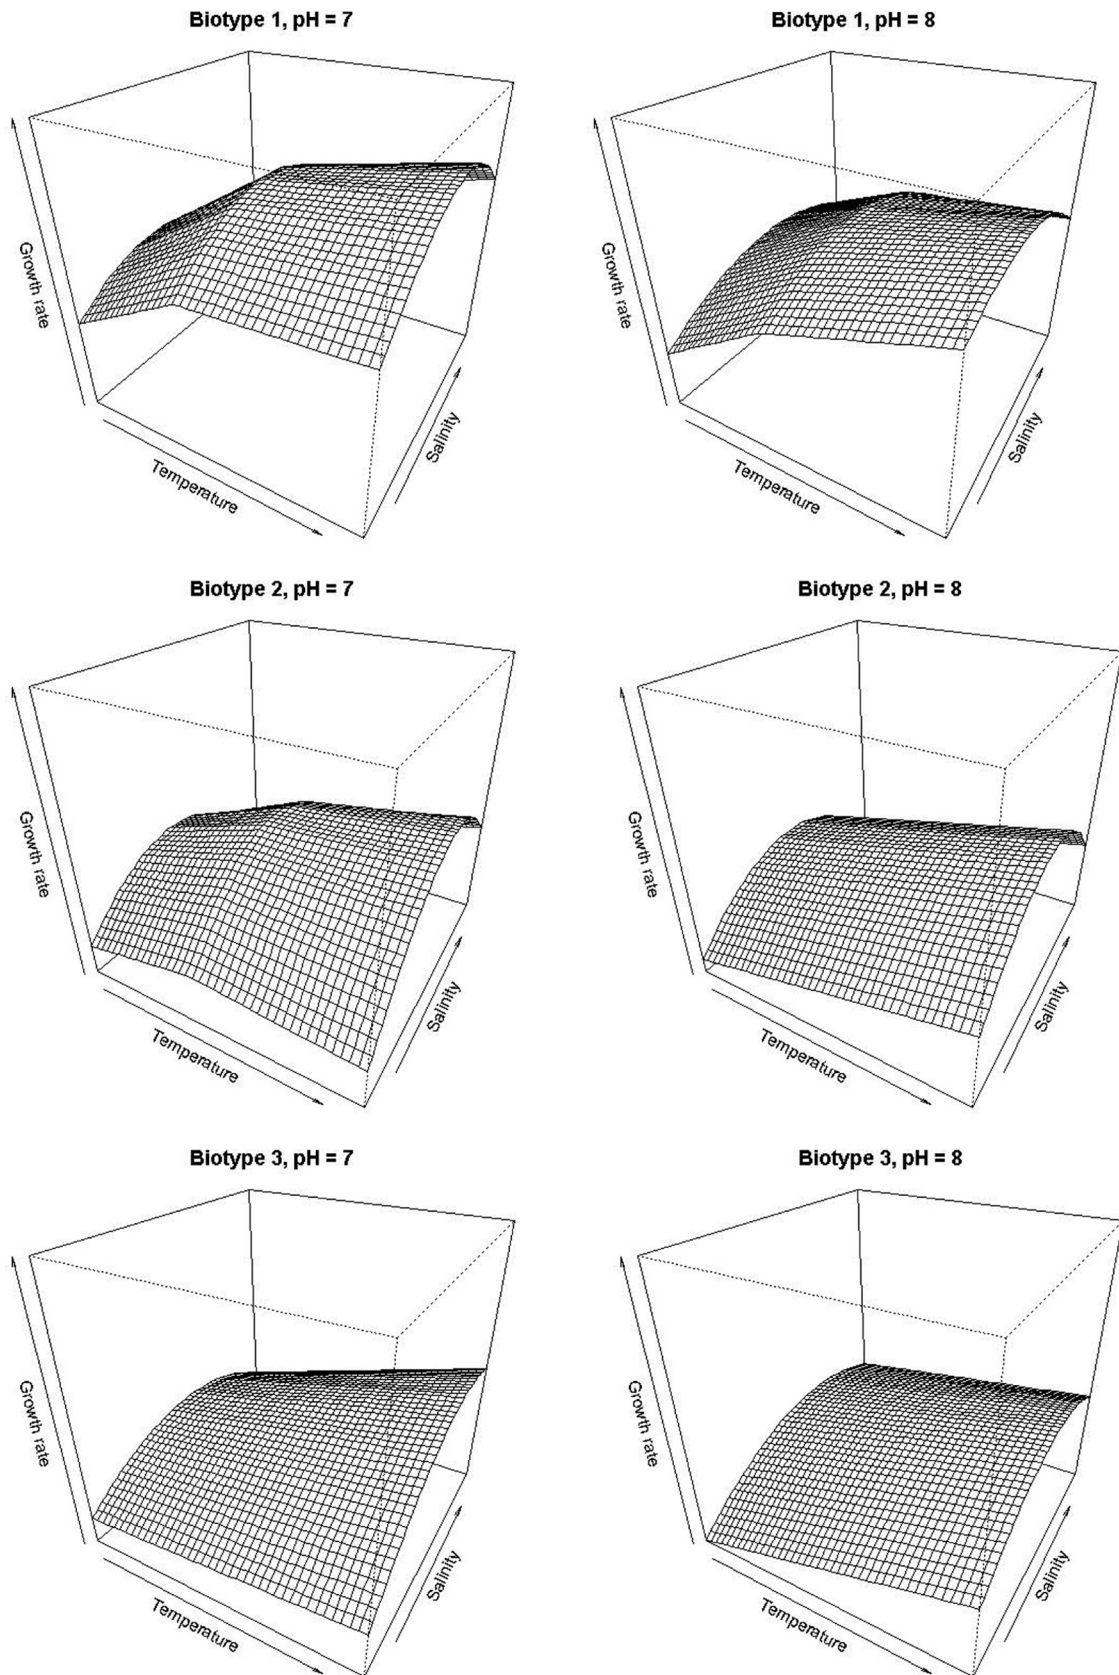 Biotype 1, pH = 7
Growth rate
Temperature
Salinity
Biotype 1, pH = 8
Growth rate
Temperature
Salinity
Biotype 2, pH = 7
Growth rate
Temperature
Salinity
Biotype 2, pH = 8
Growth rate
Temperature
Salinity
Biotype 3, pH = 7
Growth rate
Temperature
Salinity
Biotype 3, pH = 8
Growth rate
Temperature
Salinity